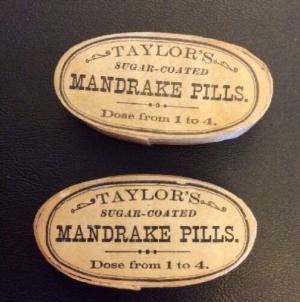 TAYLOR'S
SUGAR-COATED
MANDRAKE PILLS.
Dose from 1 to 4.
TAYLOR'S
SUGAR-COATED
MANDRAKE PILLS.
Dose from 1 to 4.